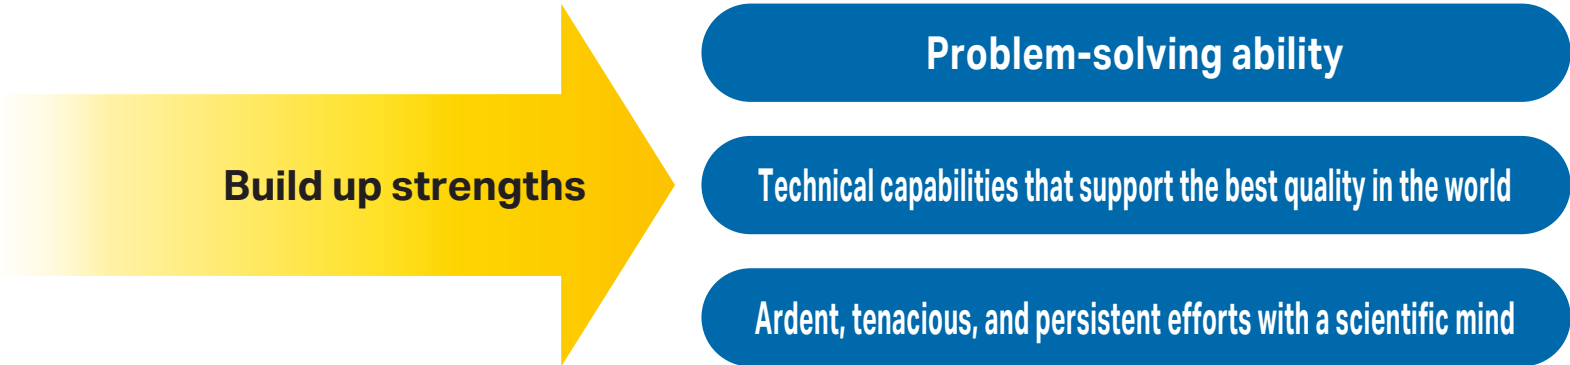 Build up strengths
Problem-solving ability
Technical capabilities that support the best quality in the world
Ardent, tenacious, and persistent efforts with a scientific mind